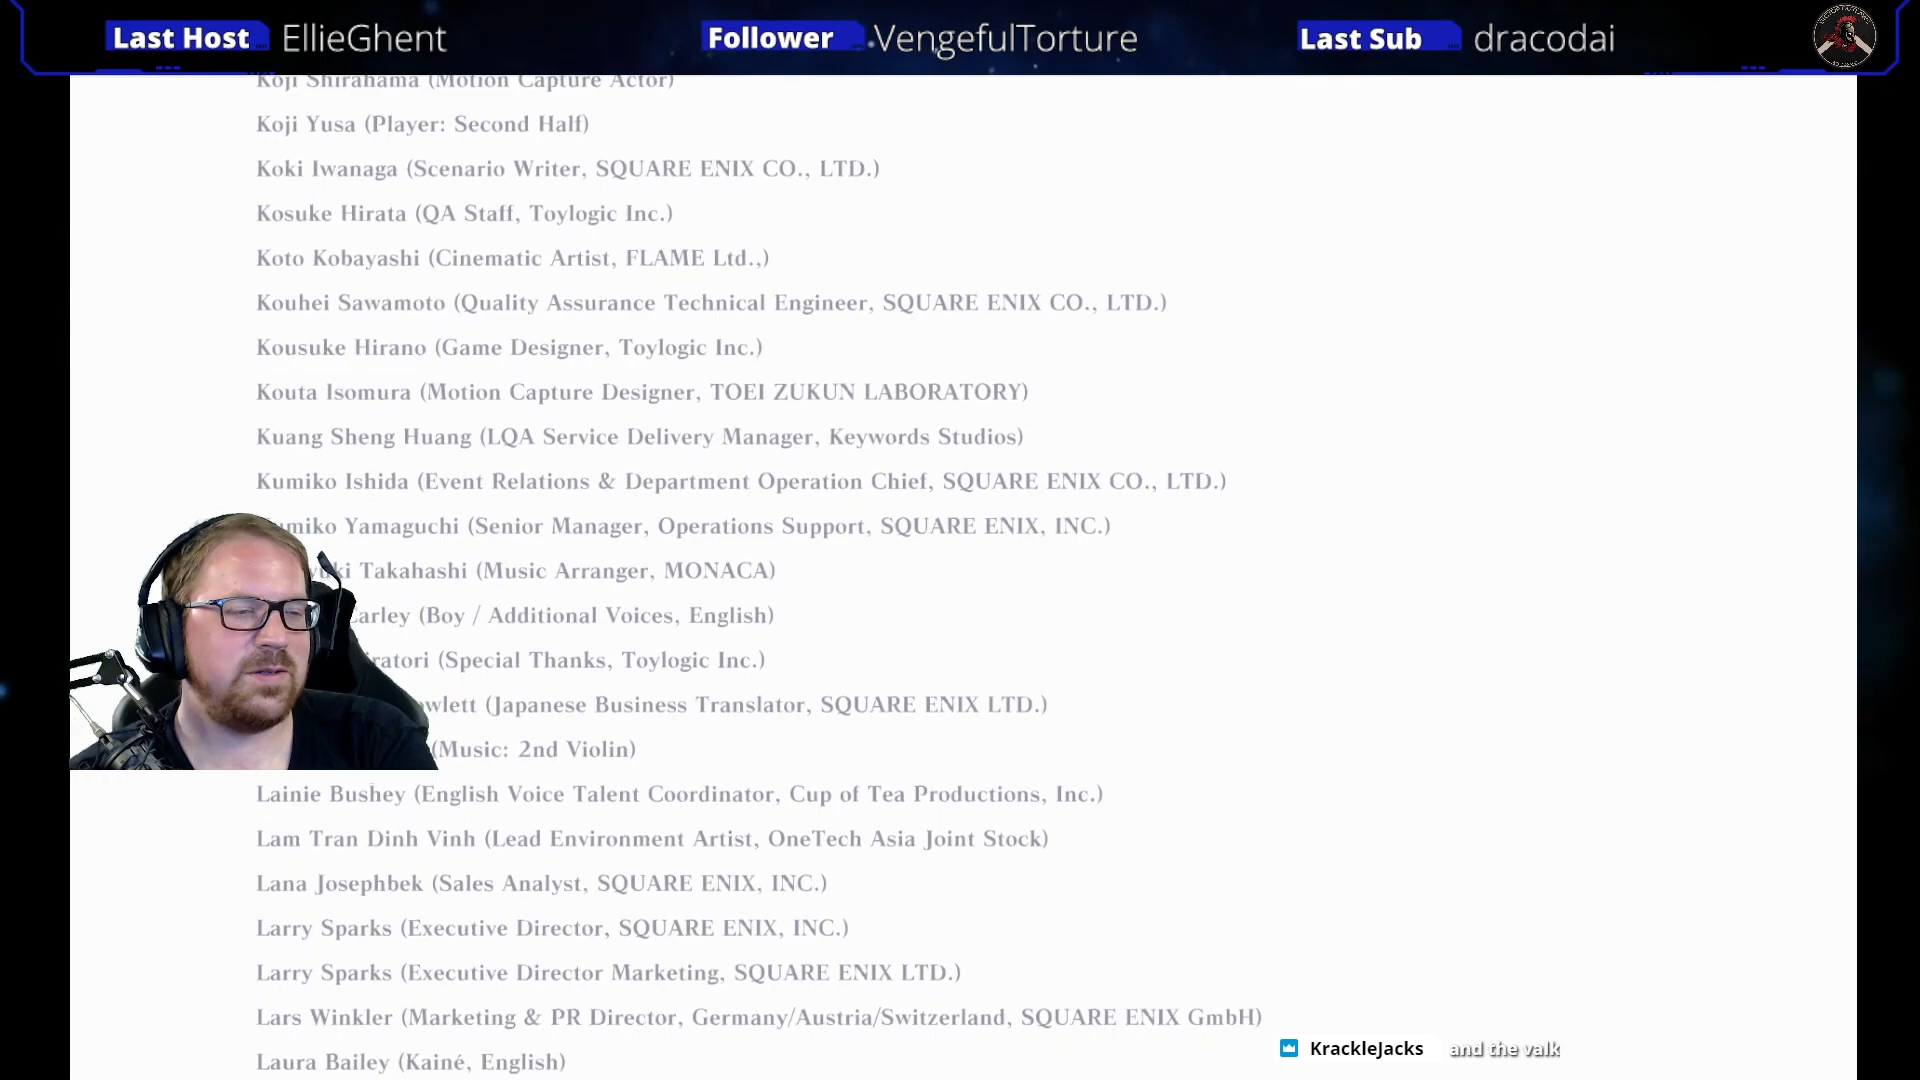 Last Host EllieGhent Follower VengefulTorture Last Sub dracodai
Koji Shirahama (Motion Capture Actor)
Koji Yusa (Player: Second Half)
Koki Iwanaga (Scenario Writer, SQUARE ENIX CO., LTD.)
Kosuke Hirata (QA Staff, Toylogic Inc.)
Koto Kobayashi (Cinematic Artist, FLAME Ltd.,)
Kouhei Sawamoto (Quality Assurance Technical Engineer, SQUARE ENIX CO., LTD.)
Kousuke Hirano (Game Designer, Toylogic Inc.)
Kouta Isomura (Motion Capture Designer, TOEI ZUKUN LABORATORY)
Kuang Sheng Huang (LQA Service Delivery Manager, Keywords Studios)
Kumiko Ishida (Event Relations & Department Operation Chief, SQUARE ENIX CO., LTD.)
Yamaguchi (Senior Manager, Operations Support, SQUARE ENIX, INC.)
Takahashi (Music Arranger, MONACA)
(Boy / Additional Voices, English)
(Special Thanks, Toylogic Inc.)
(Japanese Business Translator, SQUARE ENIX LTD.)
(Music: 2nd Violin)
Lainie Bushey (English Voice Talent Coordinator, Cup of Tea Productions, Inc.)
Lam Tran Dinh Vinh (Lead Environment Artist, OneTech Asia Joint Stock)
Lana Josephbek (Sales Analyst, SQUARE ENIX, INC.)
Larry Sparks (Executive Director, SQUARE ENIX, INC.)
Larry Sparks (Executive Director Marketing, SQUARE ENIX LTD.)
Lars Winkler (Marketing & PR Director, Germany/Austria/Switzerland, SQUARE ENIX GmbH)
KrackleJacks and the valk
Laura Bailey (Kainé, English)